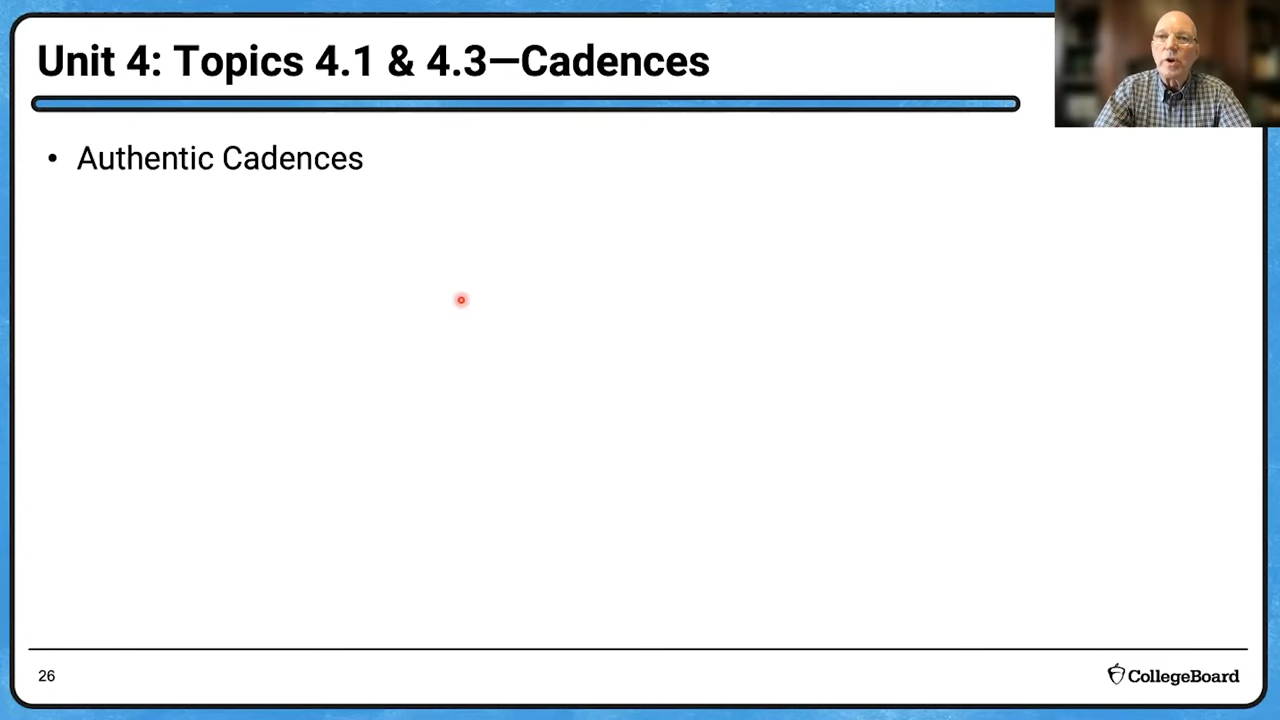 Unit 4: Topics 4.1 & 4.3—Cadences
• Authentic Cadences
26
CollegeBoard